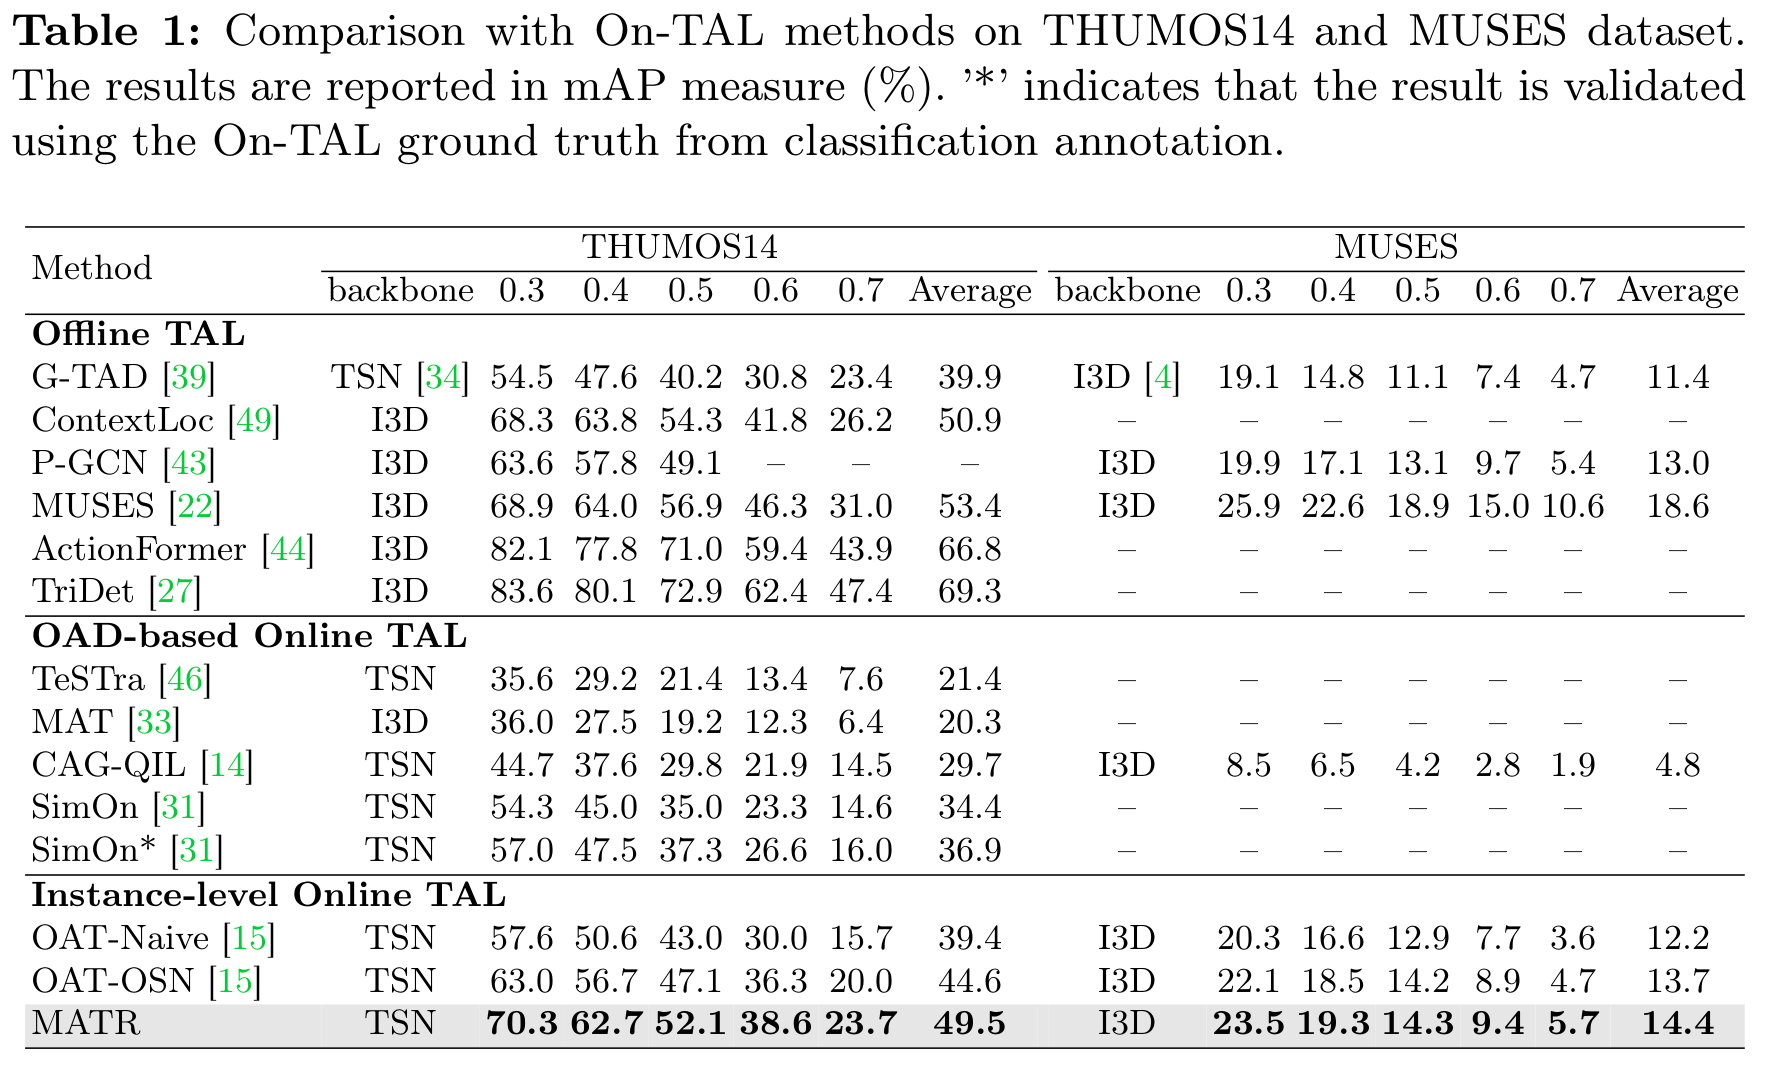 Table 1: Comparison with On-TAL methods on THUMOS14 and MUSES dataset.
The results are reported in mAP measure (%). ’*’ indicates that the result is validated
using the On-TAL ground truth from classification annotation.
Method THUMOS14 MUSES
backbone 0.3 0.4 0.5 0.6 0.7 Average backbone 0.3 0.4 0.5 0.6 0.7 Average
Offline TAL
G-TAD [39] TSN [34] 54.5 47.6 40.2 30.8 23.4 39.9 I3D [4] 19.1 14.8 11.1 7.4 4.7 11.4
ContextLoc [49] I3D 68.3 63.8 54.3 41.8 26.2 50.9 – – – – – – –
P-GCN [43] I3D 63.6 57.8 49.1 – – – I3D 19.9 17.1 13.1 9.7 5.4 13.0
MUSES [22] I3D 68.9 64.0 56.9 46.3 31.0 53.4 I3D 25.9 22.6 18.9 15.0 10.6 18.6
ActionFormer [44] I3D 82.1 77.8 71.0 59.4 43.9 66.8 – – – – – – –
TriDet [27] I3D 83.6 80.1 72.9 62.4 47.4 69.3 – – – – – – –
OAD-based Online TAL
TeSTra [46] TSN 35.6 29.2 21.4 13.4 7.6 21.4 – – – – – – –
MAT [33] I3D 36.0 27.5 19.2 12.3 6.4 20.3 – – – – – – –
CAG-QIL [14] TSN 44.7 37.6 29.8 21.9 14.5 29.7 I3D 8.5 6.5 4.2 2.8 1.9 4.8
SimOn [31] TSN 54.3 45.0 35.0 23.3 14.6 34.4 – – – – – – –
SimOn* [31] TSN 57.0 47.5 37.3 26.6 16.0 36.9 – – – – – – –
Instance-level Online TAL
OAT-Naive [15] TSN 57.6 50.6 43.0 30.0 15.7 39.4 I3D 20.3 16.6 12.9 7.7 3.6 12.2
OAT-OSN [15] TSN 63.0 56.7 47.1 36.3 20.0 44.6 I3D 22.1 18.5 14.2 8.9 4.7 13.7
MATR TSN 70.3 62.7 52.1 38.6 23.7 49.5 I3D 23.5 19.3 14.3 9.4 5.7 14.4